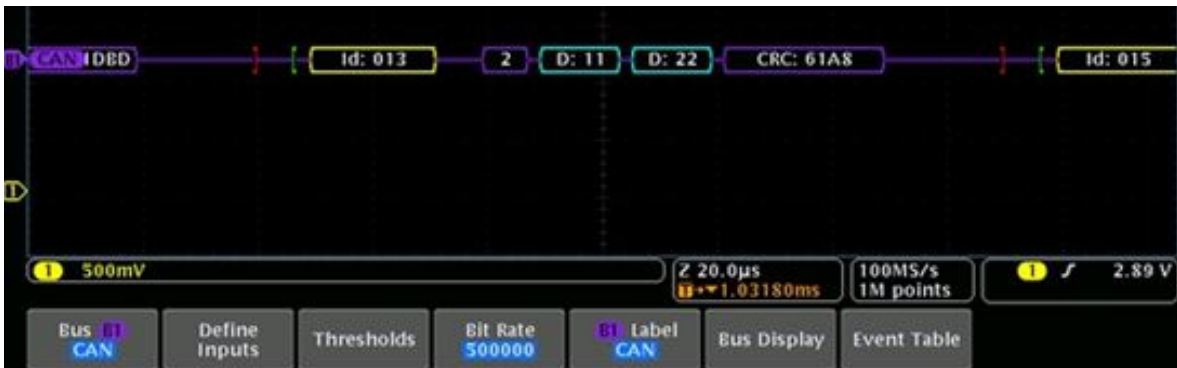 B1 CAN 1DBD Id: 013 2 D: 11 D: 22 CRC: 61A8 Id: 015
1
1 500mV Z 20.0µs 100MS/s 1 2.89 V
T 1.03180ms 1M points
Bus B1 Define Thresholds Bit Rate B1 Label Bus Display Event Table
CAN Inputs 500000 CAN